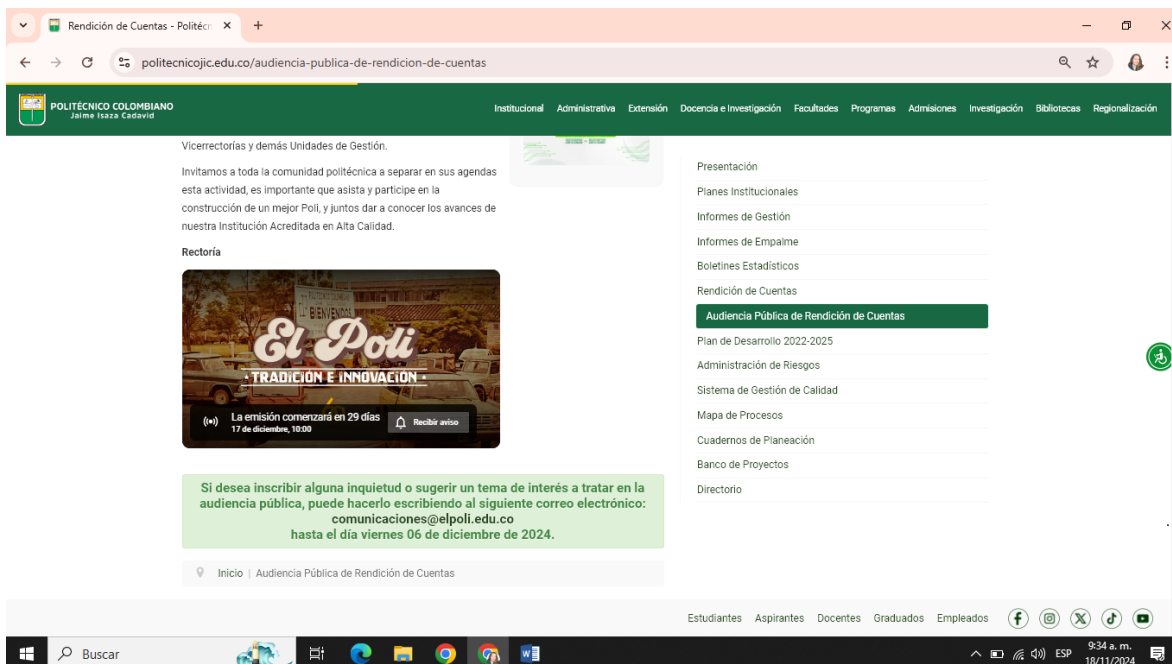 Rendición de Cuentas - Politécn
politecnicojic.edu.co/audiencia-publica-de-rendicion-de-cuentas
POLITÉCNICO COLOMBIANO
Jaime Isaza Cadavid
Institucional Administrativa Extensión Docencia e Investigación Facultades Programas Admisiones Investigación Bibliotecas Regionalización
Vicerrectorías y demás Unidades de Gestión.
Invitamos a toda la comunidad politécnica a separar en sus agendas
esta actividad, es importante que asista y participe en la
construcción de un mejor Poli, y juntos dar a conocer los avances de
nuestra Institución Acreditada en Alta Calidad.
Rectoría
BIENVENIDOS
El Poli
· TRADICIÓN E INNOVACIÓN ·
La emisión comenzará en 29 días
17 de diciembre, 10:00
Recibir aviso
Si desea inscribir alguna inquietud o sugerir un tema de interés a tratar en la
audiencia pública, puede hacerlo escribiendo al siguiente correo electrónico:
comunicaciones@elpoli.edu.co
hasta el día viernes 06 de diciembre de 2024.
Inicio | Audiencia Pública de Rendición de Cuentas
Presentación
Planes Institucionales
Informes de Gestión
Informes de Empalme
Boletines Estadísticos
Rendición de Cuentas
Audiencia Pública de Rendición de Cuentas
Plan de Desarrollo 2022-2025
Administración de Riesgos
Sistema de Gestión de Calidad
Mapa de Procesos
Cuadernos de Planeación
Banco de Proyectos
Directorio
Estudiantes Aspirantes Docentes Graduados Empleados
Buscar
ESP
9:34 a. m.
18/11/2024